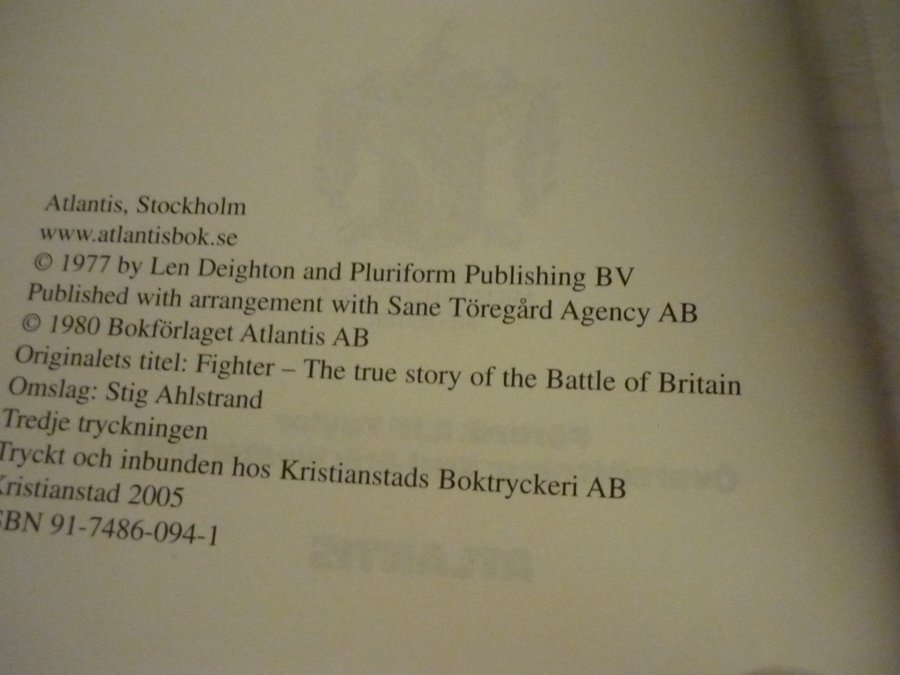 Atlantis, Stockholm
www.atlantisbok.se
© 1977 by Len Deighton and Pluriform Publishing BV
Published with arrangement with Sane Töregård Agency AB
© 1980 Bokförlaget Atlantis AB
Originalets titel: Fighter – The true story of the Battle of Britain
Omslag: Stig Ahlstrand
Tredje tryckningen
Tryckt och inbunden hos Kristianstads Boktryckeri AB
Kristianstad 2005
ISBN 91-7486-094-1
ATLANTIS